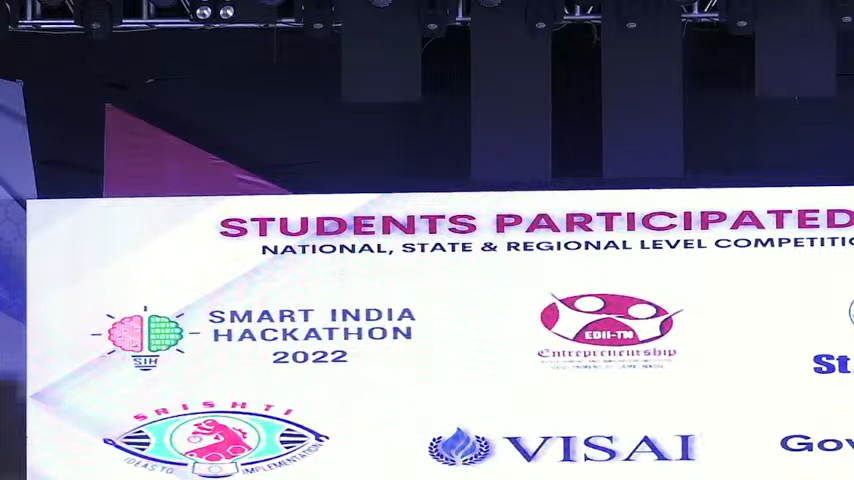 STUDENTS PARTICIPATED
NATIONAL, STATE & REGIONAL LEVEL COMPETITIO
SMART INDIA
HACKATHON
2022
SIH
EDII-TN
Entrepreneurship
St.
SRISHTI
IDEAS TO IMPLEMENTATION
VISAI
Gov